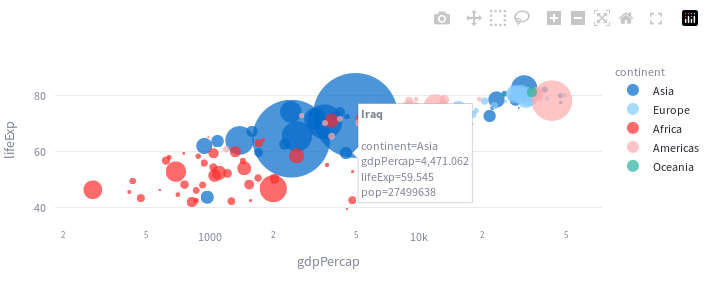 continent
Asia
Europe
Africa
Americas
Oceania
lifeExp
80
60
40
Iraq
continent=Asia
gdpPercap=4,471.062
lifeExp=59.545
pop=27499638
2
5
1000
2
5
10k
2
5
gdpPercap